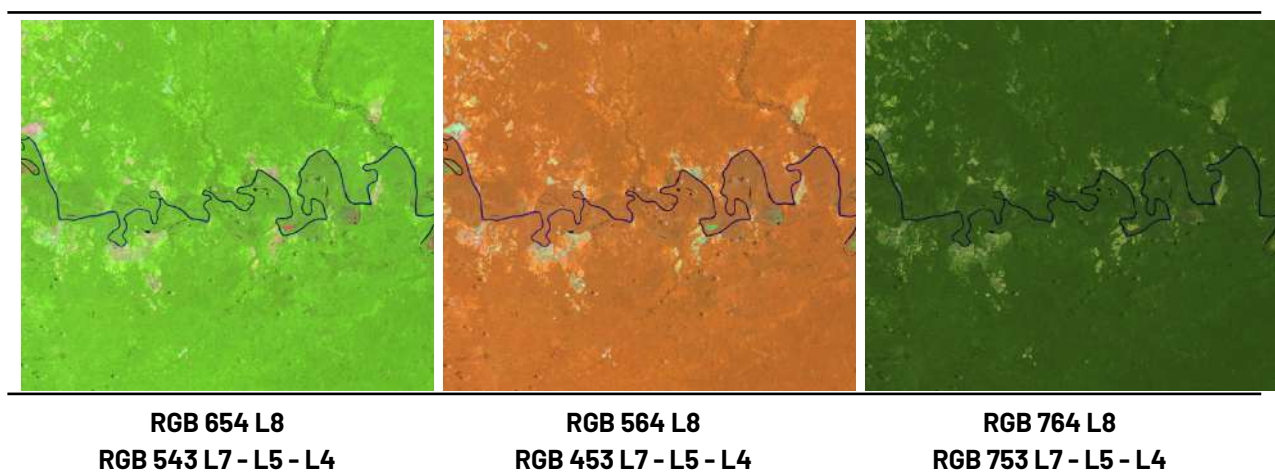 RGB 654 L8
RGB 543 L7 - L5 - L4
RGB 564 L8
RGB 453 L7 - L5 - L4
RGB 764 L8
RGB 753 L7 - L5 - L4